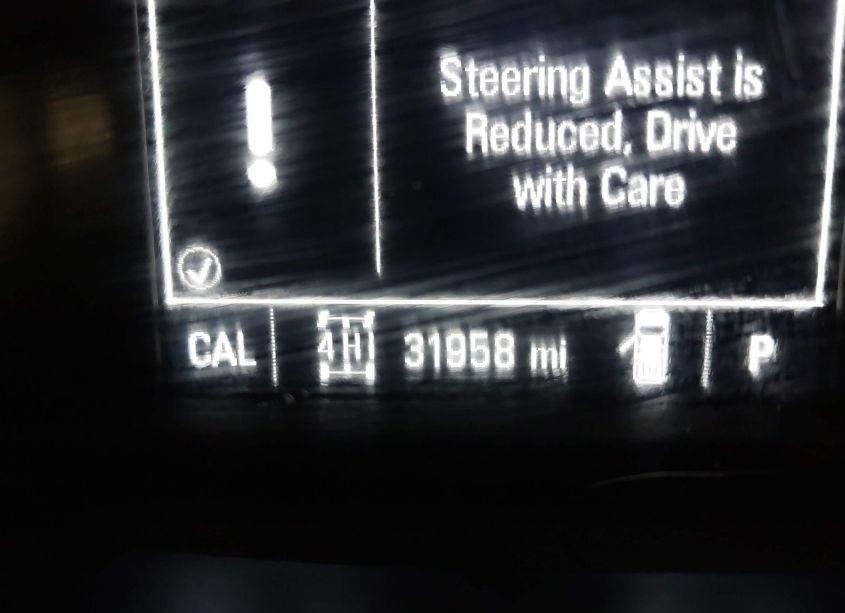 Steering Assist is
Reduced, Drive
with Care
CAL 4H 31958 mi P